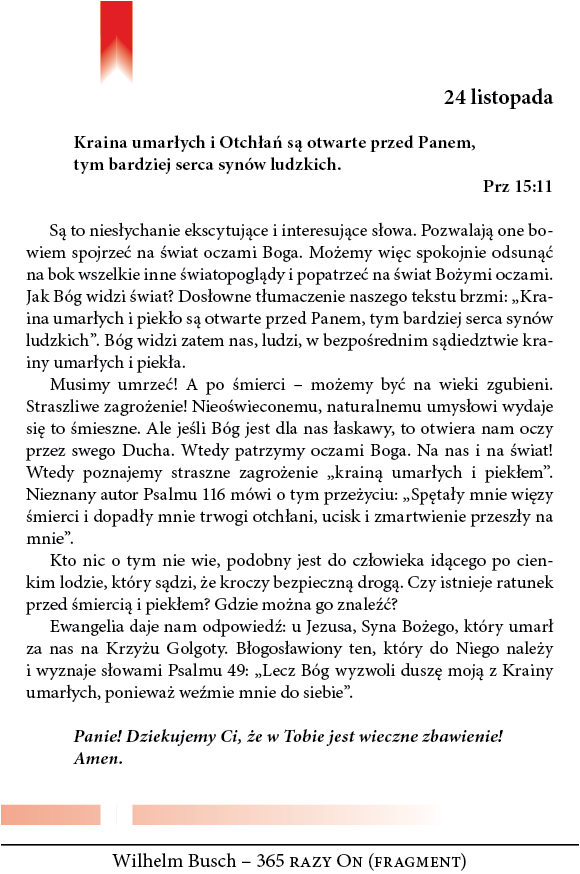 24 listopada
Kraina umarłych i Otchłań są otwarte przed Panem,
tym bardziej serca synów ludzkich.
Prz 15:11
Są to niesłychanie ekscytujące i interesujące słowa. Pozwalają one bo-
wiem spojrzeć na świat oczami Boga. Możemy więc spokojnie odsunąć
na bok wszelkie inne światopoglądy i popatrzeć na świat Bożymi oczami.
Jak Bóg widzi świat? Dosłowne tłumaczenie naszego tekstu brzmi: „Kra-
ina umarłych i piekło są otwarte przed Panem, tym bardziej serca synów
ludzkich”. Bóg widzi zatem nas, ludzi, w bezpośrednim sądiedztwie kra-
iny umarłych i piekła.
Musimy umrzeć! A po śmierci – możemy być na wieki zgubieni.
Straszliwe zagrożenie! Nieoświeconemu, naturalnemu umysłowi wydaje
się to śmieszne. Ale jeśli Bóg jest dla nas łaskawy, to otwiera nam oczy
przez swego Ducha. Wtedy patrzymy oczami Boga. Na nas i na świat!
Wtedy poznajemy straszne zagrożenie „krainą umarłych i piekłem”.
Nieznany autor Psalmu 116 mówi o tym przeżyciu: „Spętały mnie więzy
śmierci i dopadły mnie trwogi otchłani, ucisk i zmartwienie przeszły na
mnie”.
Kto nic o tym nie wie, podobny jest do człowieka idącego po cien-
kim lodzie, który sądzi, że kroczy bezpieczną drogą. Czy istnieje ratunek
przed śmiercią i piekłem? Gdzie można go znaleźć?
Ewangelia daje nam odpowiedź: u Jezusa, Syna Bożego, który umarł
za nas na Krzyżu Golgoty. Błogosławiony ten, który do Niego należy
i wyznaje słowami Psalmu 49: „Lecz Bóg wyzwoli duszę moją z Krainy
umarłych, ponieważ weźmie mnie do siebie”.
Panie! Dziekujemy Ci, że w Tobie jest wieczne zbawienie!
Amen.
Wilhelm Busch – 365 razy On (fragment)